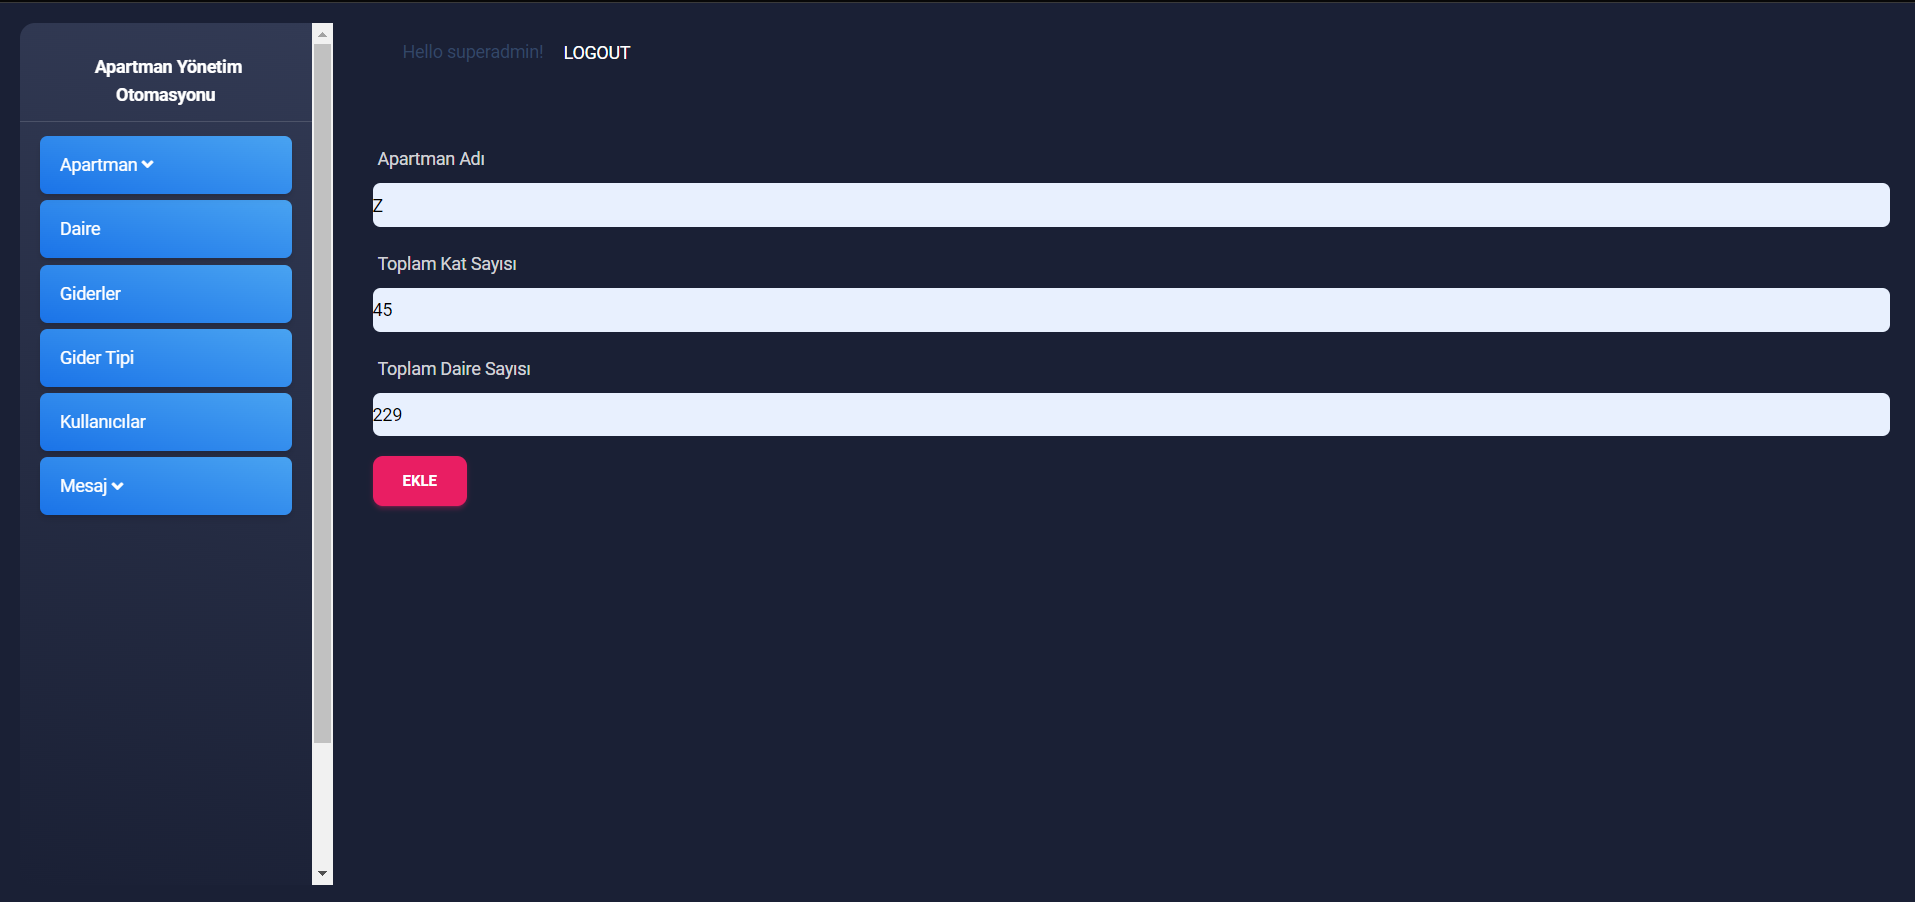 Apartman Yönetim
Otomasyonu
Apartman
Daire
Giderler
Gider Tipi
Kullanıcılar
Mesaj
Hello superadmin! LOGOUT
Apartman Adı
Z
Toplam Kat Sayısı
45
Toplam Daire Sayısı
229
EKLE